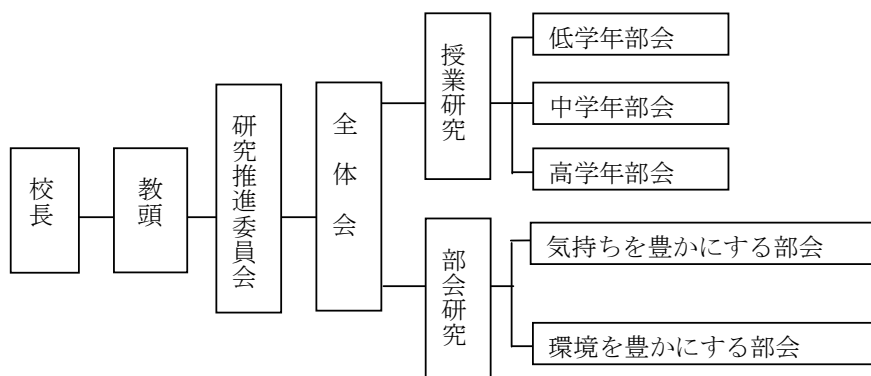 校長
教頭
研究推進委員会
全体会
授業研究
低学年部会
中学年部会
高学年部会
部会研究
気持ちを豊かにする部会
環境を豊かにする部会